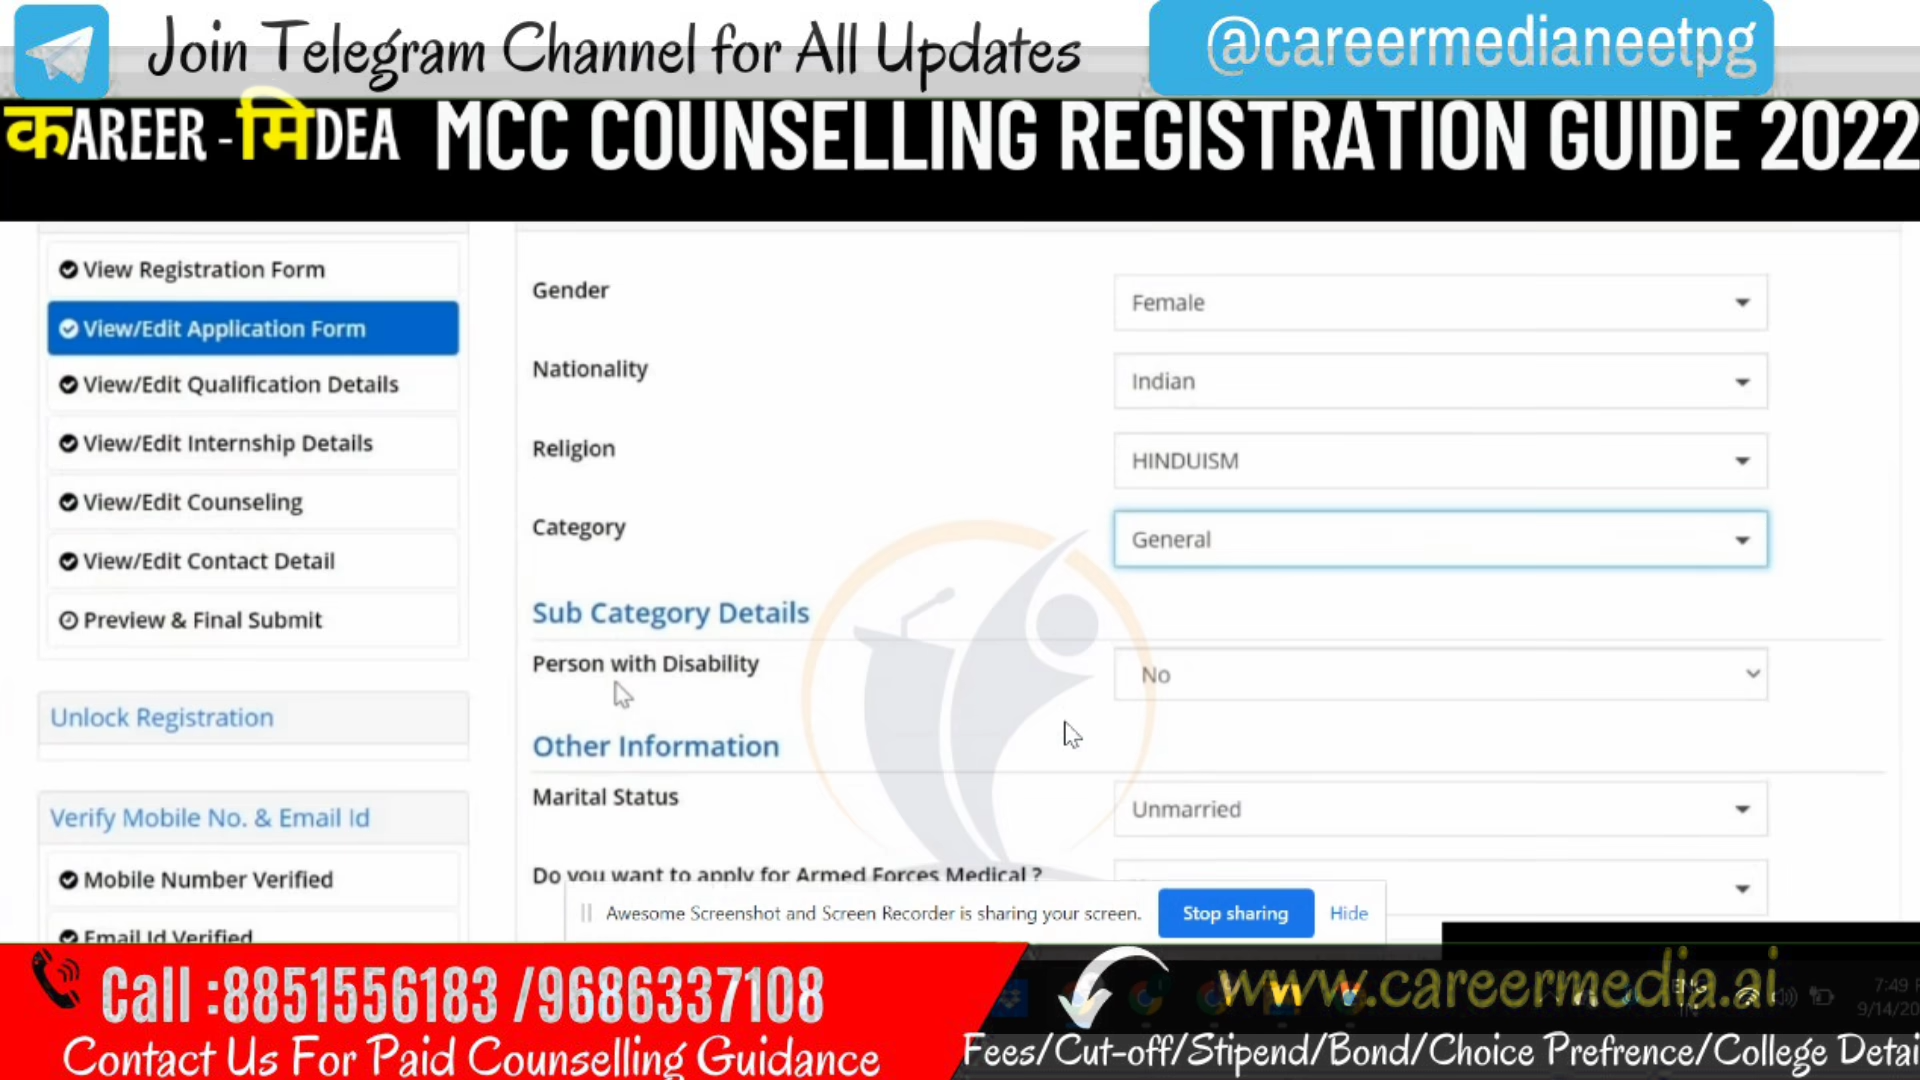 Join Telegram Channel for All Updates
@careermedianeetpg
कAREER - मिDEA MCC COUNSELLING REGISTRATION GUIDE 2022
View Registration Form
View/Edit Application Form
View/Edit Qualification Details
View/Edit Internship Details
View/Edit Counseling
View/Edit Contact Detail
Preview & Final Submit
Unlock Registration
Verify Mobile No. & Email Id
Mobile Number Verified
Email Id Verified
Gender Female
Nationality Indian
Religion HINDUISM
Category General
Sub Category Details
Person with Disability No
Other Information
Marital Status Unmarried
Do you want to apply for Armed Forces Medical ?
Awesome Screenshot and Screen Recorder is sharing your screen. Stop sharing Hide
Call :8851556183 /9686337108
Contact Us For Paid Counselling Guidance
www.careermedia.ai
7:49
9/14/20
Fees/Cut-off/Stipend/Bond/Choice Prefrence/College Detai